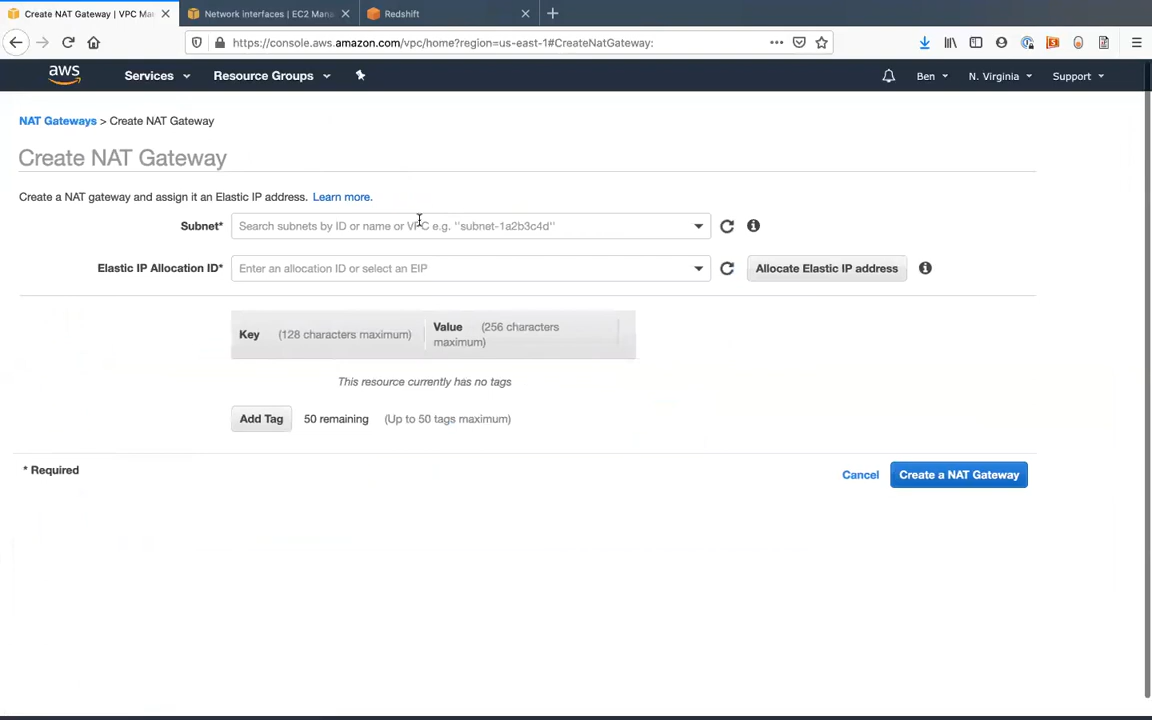 Create NAT Gateway | VPC Ma
Network interfaces | EC2 Mana
Redshift
https://console.aws.amazon.com/vpc/home?region=us-east-1#CreateNatGateway:
aws
Services
Resource Groups
Ben
N. Virginia
Support
NAT Gateways > Create NAT Gateway
Create NAT Gateway
Create a NAT gateway and assign it an Elastic IP address. Learn more.
Subnet*
Search subnets by ID or name or VPC e.g. "subnet-1a2b3c4d"
Elastic IP Allocation ID*
Enter an allocation ID or select an EIP
Allocate Elastic IP address
Key (128 characters maximum)
Value (256 characters
maximum)
This resource currently has no tags
Add Tag
50 remaining
(Up to 50 tags maximum)
* Required
Cancel
Create a NAT Gateway